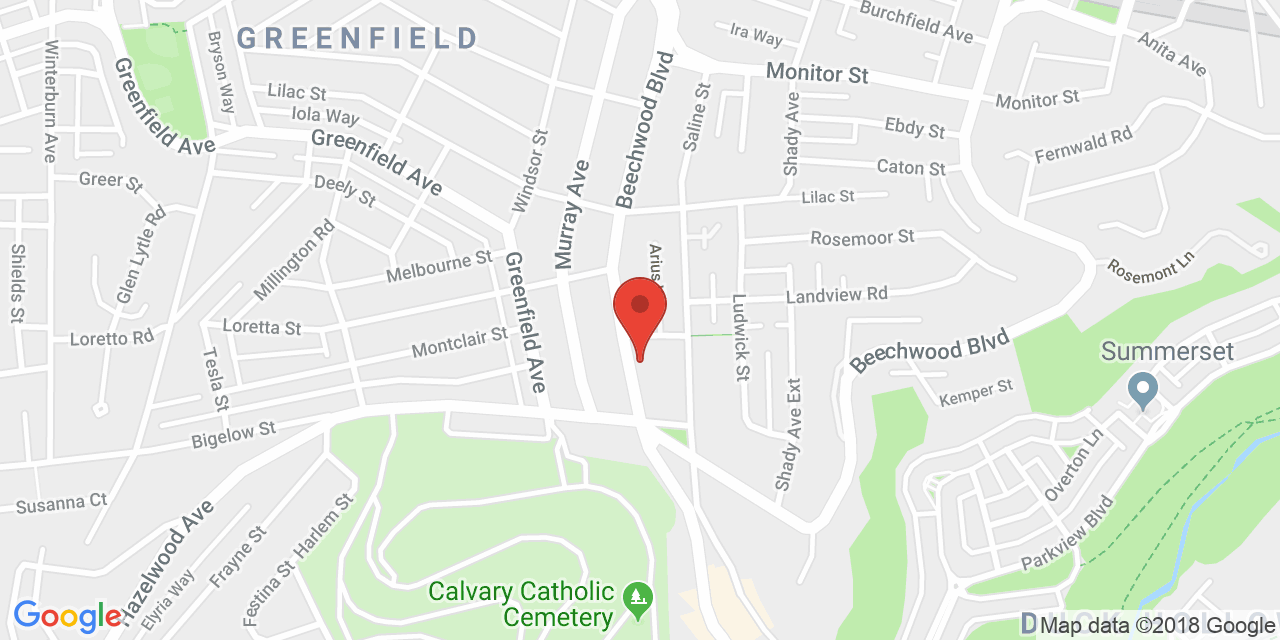 Burchfield Ave
Ira Way
Anita Ave
GREENFIELD
Winterburn Ave
Bryson Way
Greenfield Ave
Lilac St
Iola Way
Greenfield Ave
Windsor St
Murray Ave
Beechwood Blvd
Saline St
Monitor St
Monitor St
Shady Ave
Ebdy St
Caton St
Fernwald Rd
Greer St
Deely St
Lilac St
Glen Lytle Rd
Millington Rd
Melbourne St
Rosemoor St
Rosemont Ln
Shields St
Greenfield Ave
Landview Rd
Ludwick St
Loretto Rd
Loretta St
Montclair St
Beechwood Blvd
Summerset
Tesla St
Kemper St
Bigelow St
Shady Ave Ext
Overton Ln
Susanna Ct
Hazelwood Ave
Frayne St
Harlem St
Parkview Blvd
Elyria Way
Festina St
Calvary Catholic
Cemetery
Google
Map data ©2018 Google